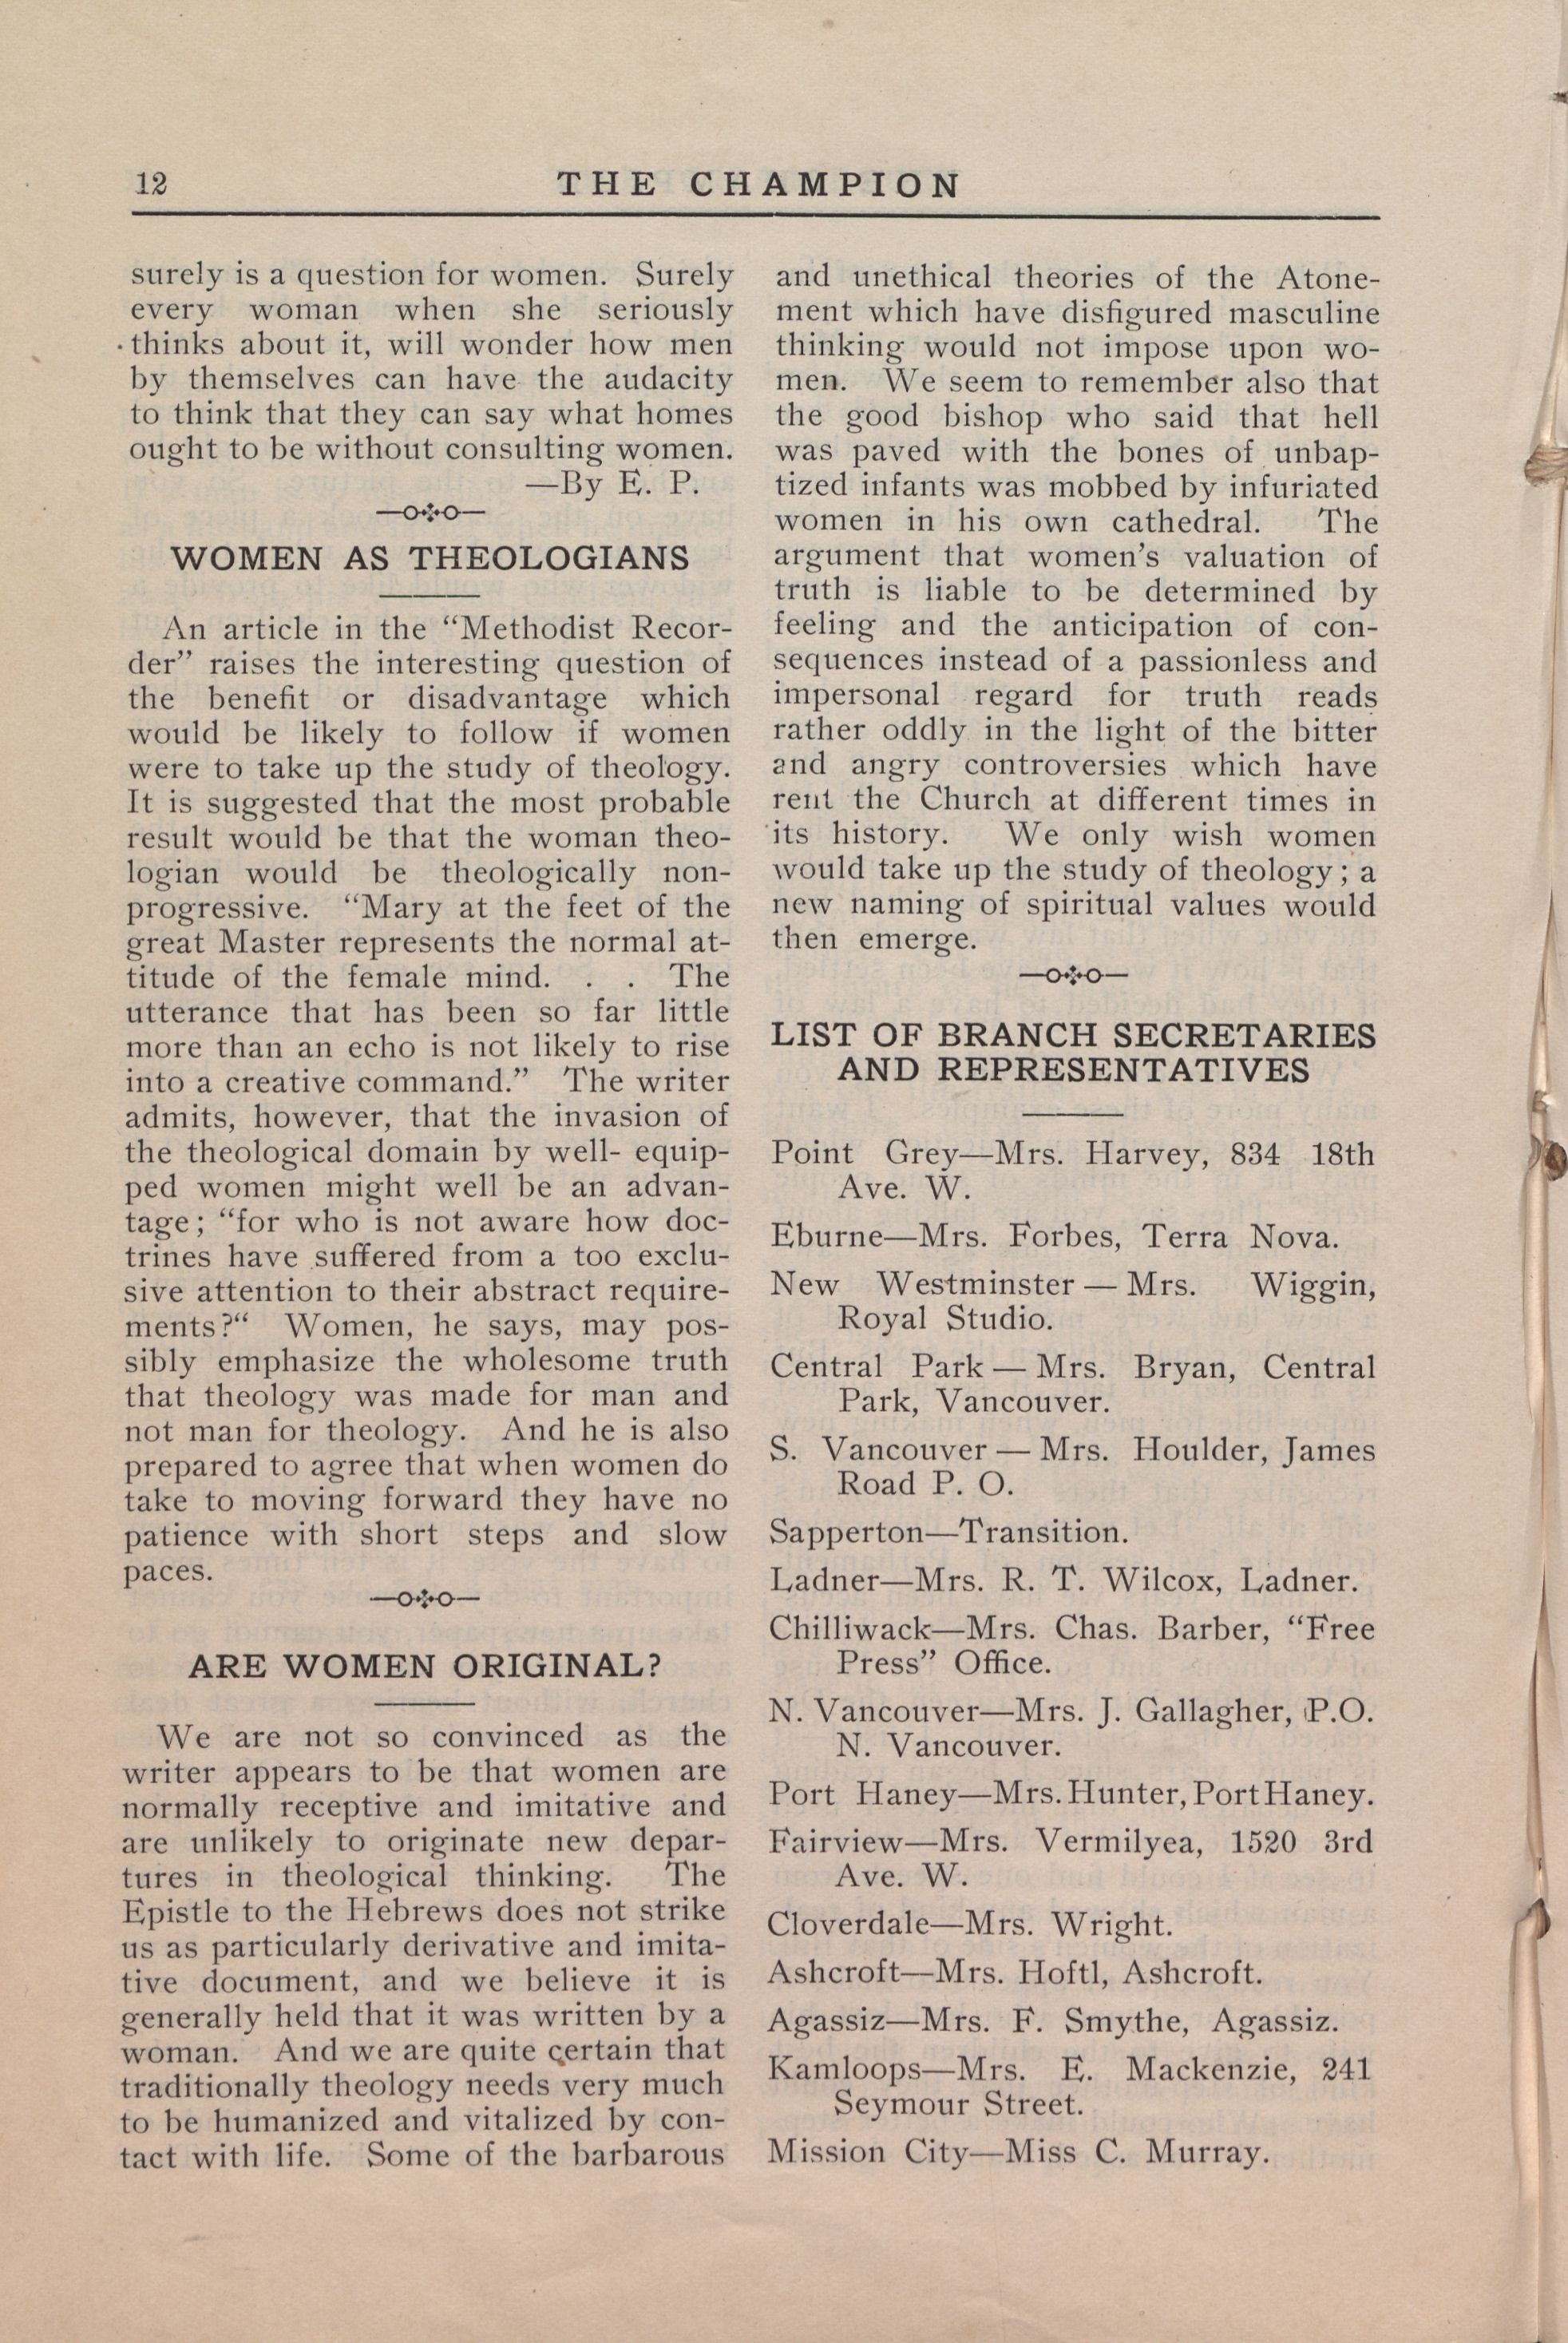 12
THE CHAMPION
surely is a question for women. Surely
every woman when she seriously
thinks about it, will wonder how men
by themselves can have the audacity
to think that they can say what homes
ought to be without consulting women.
—By E. P.
WOMEN AS THEOLOGIANS
An article in the “Methodist Recor-
der” raises the interesting question of
the benefit or disadvantage which
would be likely to follow if women
were to take up the study of theology.
It is suggested that the most probable
result would be that the woman theo-
logian would be theologically non-
progressive. “Mary at the feet of the
great Master represents the normal at-
titude of the female mind. . . The
utterance that has been so far little
more than an echo is not likely to rise
into a creative command.” The writer
admits, however, that the invasion of
the theological domain by well- equip-
ped women might well be an advan-
tage; “for who is not aware how doc-
trines have suffered from a too exclu-
sive attention to their abstract require-
ments?“ Women, he says, may pos-
sibly emphasize the wholesome truth
that theology was made for man and
not man for theology. And he is also
prepared to agree that when women do
take to moving forward they have no
patience with short steps and slow
paces.
ARE WOMEN ORIGINAL?
We are not so convinced as the
writer appears to be that women are
normally receptive and imitative and
are unlikely to originate new depar-
tures in theological thinking. The
Epistle to the Hebrews does not strike
us as particularly derivative and imita-
tive document, and we believe it is
generally held that it was written by a
woman. And we are quite certain that
traditionally theology needs very much
to be humanized and vitalized by con-
tact with life. Some of the barbarous
and unethical theories of the Atone-
ment which have disfigured masculine
thinking would not impose upon wo-
men. We seem to remember also that
the good bishop who said that hell
was paved with the bones of unbap-
tized infants was mobbed by infuriated
women in his own cathedral. The
argument that women’s valuation of
truth is liable to be determined by
feeling and the anticipation of con-
sequences instead of a passionless and
impersonal regard for truth reads
rather oddly in the light of the bitter
and angry controversies which have
rent the Church at different times in
its history. We only wish women
would take up the study of theology; a
new naming of spiritual values would
then emerge.
LIST OF BRANCH SECRETARIES
AND REPRESENTATIVES
Point Grey—Mrs. Harvey, 834 18th
Ave. W.
Eburne—Mrs. Forbes, Terra Nova.
New Westminster — Mrs. Wiggin,
Royal Studio.
Central Park — Mrs. Bryan, Central
Park, Vancouver.
S. Vancouver — Mrs. Houlder, James
Road P. O.
Sapperton—Transition.
Ladner—Mrs. R. T. Wilcox, Ladner.
Chilliwack—Mrs. Chas. Barber, “Free
Press” Office.
N. Vancouver—Mrs. J. Gallagher, P.O.
N. Vancouver.
Port Haney—Mrs. Hunter, Port Haney.
Fairview—Mrs. Vermilyea, 1520 3rd
Ave. W.
Cloverdale—Mrs. Wright.
Ashcroft—Mrs. Hoftl, Ashcroft.
Agassiz—Mrs. F. Smythe, Agassiz.
Kamloops—Mrs. E. Mackenzie, 241
Seymour Street.
Mission City—Miss C. Murray.